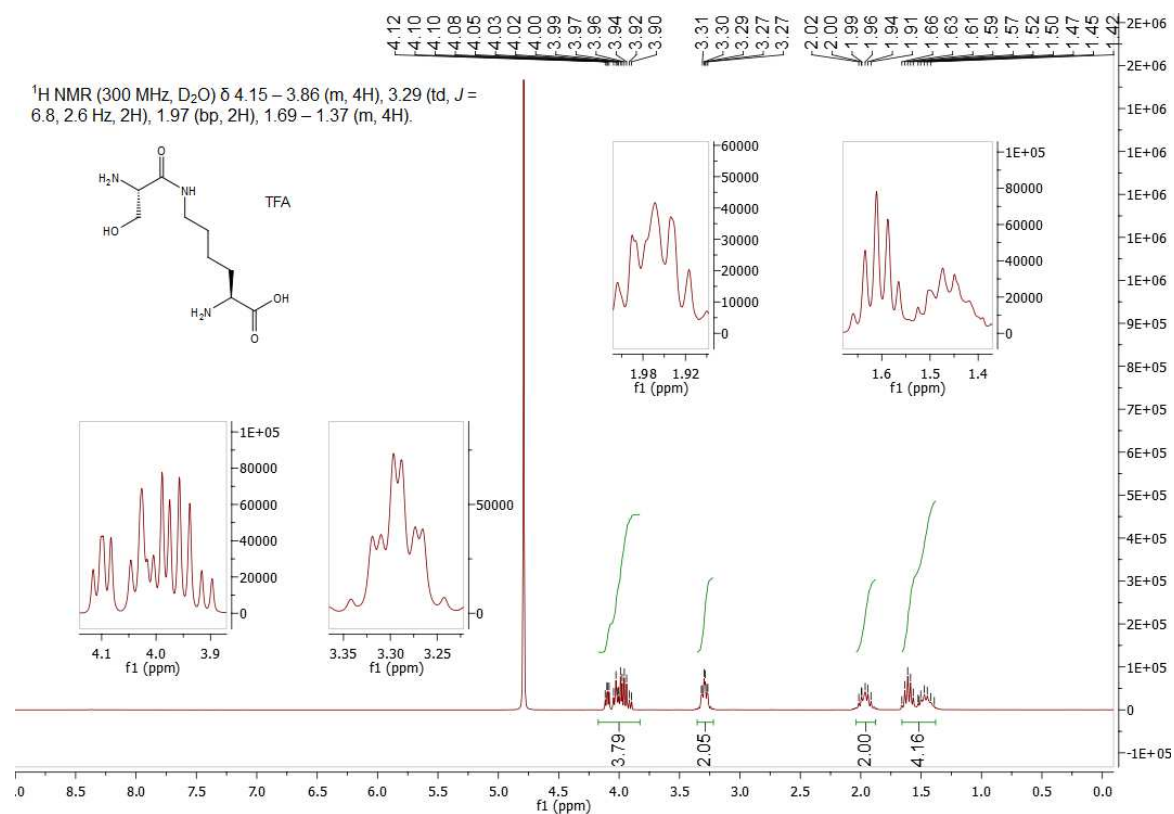 4.12 4.10 4.10 4.08 4.05 4.03 4.02 4.00 3.99 3.97 3.96 3.94 3.92 3.90 3.31 3.30 3.29 3.27 3.27 2.02 2.00 1.99 1.96 1.94 1.91 1.66 1.63 1.61 1.59 1.57 1.52 1.50 1.47 1.45 1.42
¹H NMR (300 MHz, D₂O) δ 4.15 – 3.86 (m, 4H), 3.29 (td, J =
6.8, 2.6 Hz, 2H), 1.97 (bp, 2H), 1.69 – 1.37 (m, 4H).
O
H₂N
NH
HO
TFA
H₂N
OH
O
60000
50000
40000
30000
20000
10000
0
1.98 1.92
f1 (ppm)
1E+05
80000
60000
40000
20000
0
1.6 1.5 1.4
f1 (ppm)
1E+05
80000
60000
40000
20000
0
4.1 4.0 3.9
f1 (ppm)
50000
0
3.35 3.30 3.25
f1 (ppm)
2E+06
2E+06
1E+06
1E+06
1E+06
1E+06
1E+06
9E+05
8E+05
7E+05
6E+05
5E+05
4E+05
3E+05
2E+05
1E+05
0
-1E+05
3.79 2.05 2.00 4.16
.0 8.5 8.0 7.5 7.0 6.5 6.0 5.5 5.0 4.5 4.0 3.5 3.0 2.5 2.0 1.5 1.0 0.5 0.0
f1 (ppm)